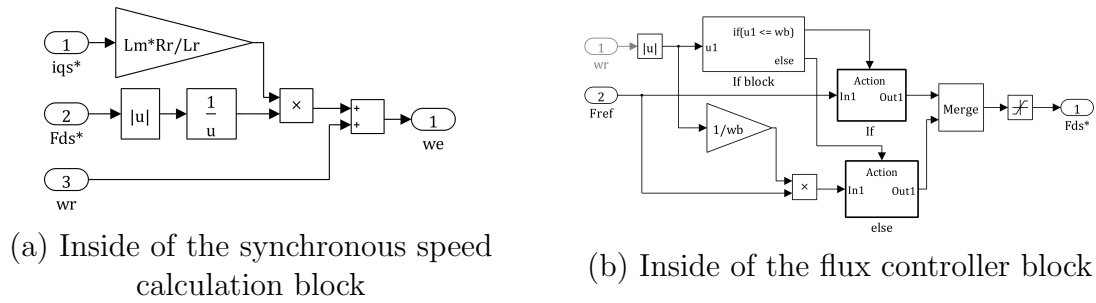 1
iqs*
Lm*Rr/Lr
2
Fds*
|u|
1
u
×
+
+
1
we
3
wr
(a) Inside of the synchronous speed
calculation block
1
wr
|u|
u1
if(u1 <= wb)
else
If block
2
Fref
Action
In1
Out1
If
1/wb
×
Action
In1
Out1
else
Merge
1
Fds*
(b) Inside of the flux controller block